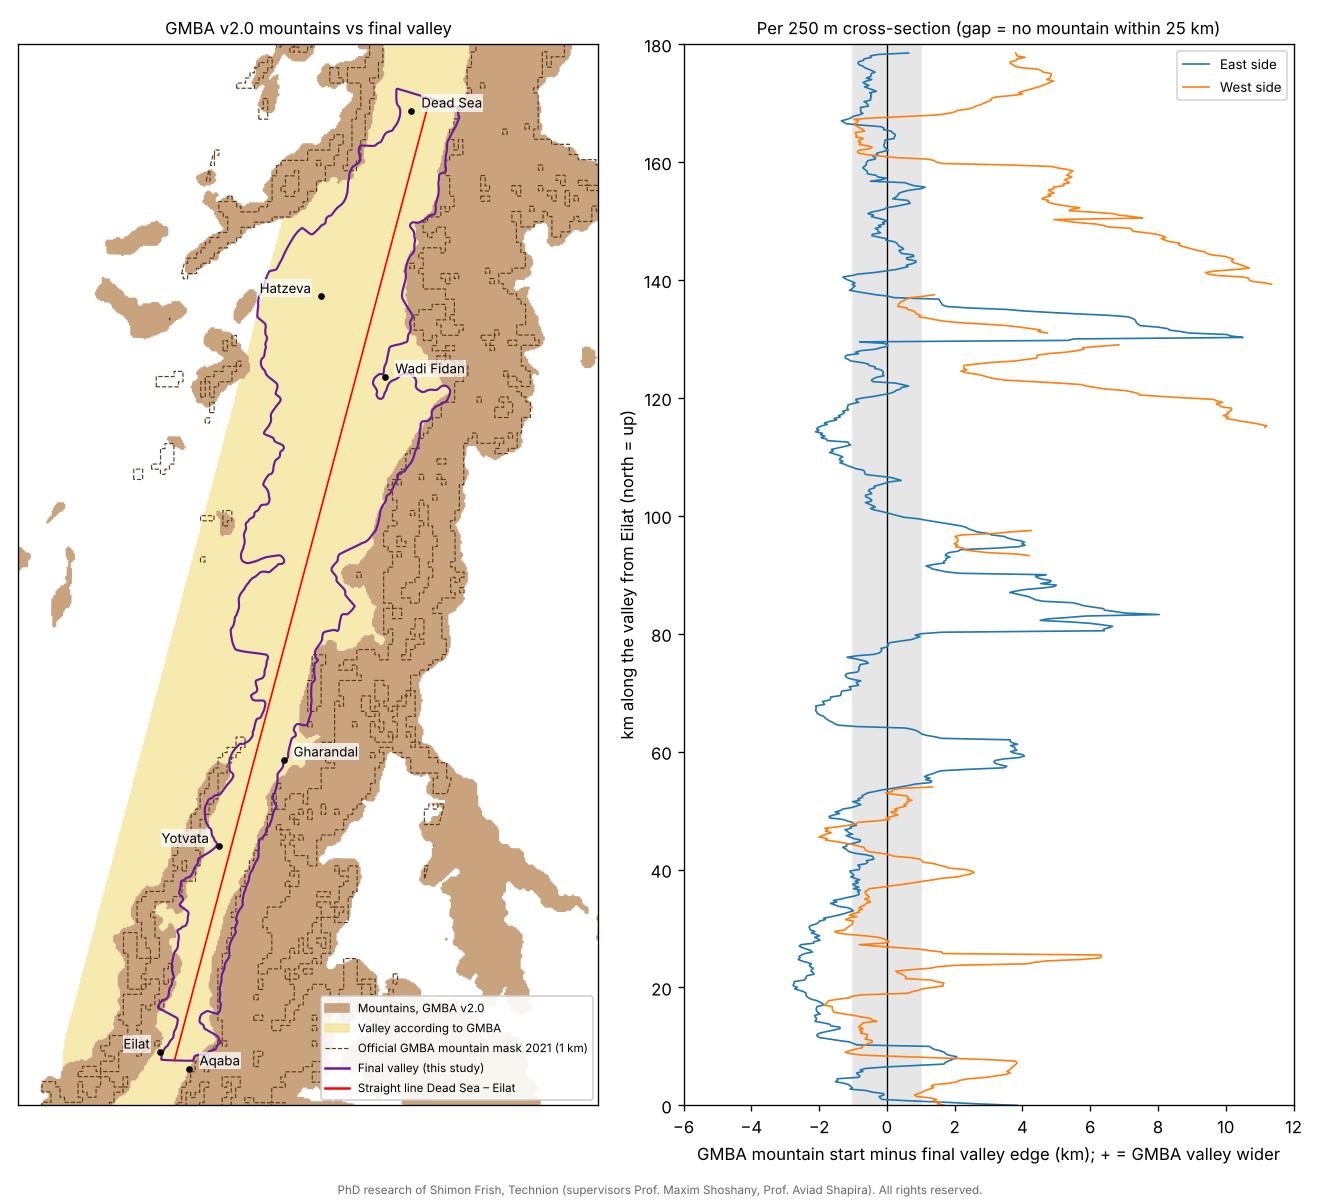 GMBA v2.0 mountains vs final valley
Dead Sea
Hatzeva
Wadi Fidan
Gharandal
Yotvata
Eilat
Aqaba
Mountains, GMBA v2.0
Valley according to GMBA
Official GMBA mountain mask 2021 (1 km)
Final valley (this study)
Straight line Dead Sea – Eilat
Per 250 m cross-section (gap = no mountain within 25 km)
East side
West side
km along the valley from Eilat (north = up)
180
160
140
120
100
80
60
40
20
0
−6 −4 −2 0 2 4 6 8 10 12
GMBA mountain start minus final valley edge (km); + = GMBA valley wider
PhD research of Shimon Frish, Technion (supervisors Prof. Maxim Shoshany, Prof. Aviad Shapira). All rights reserved.